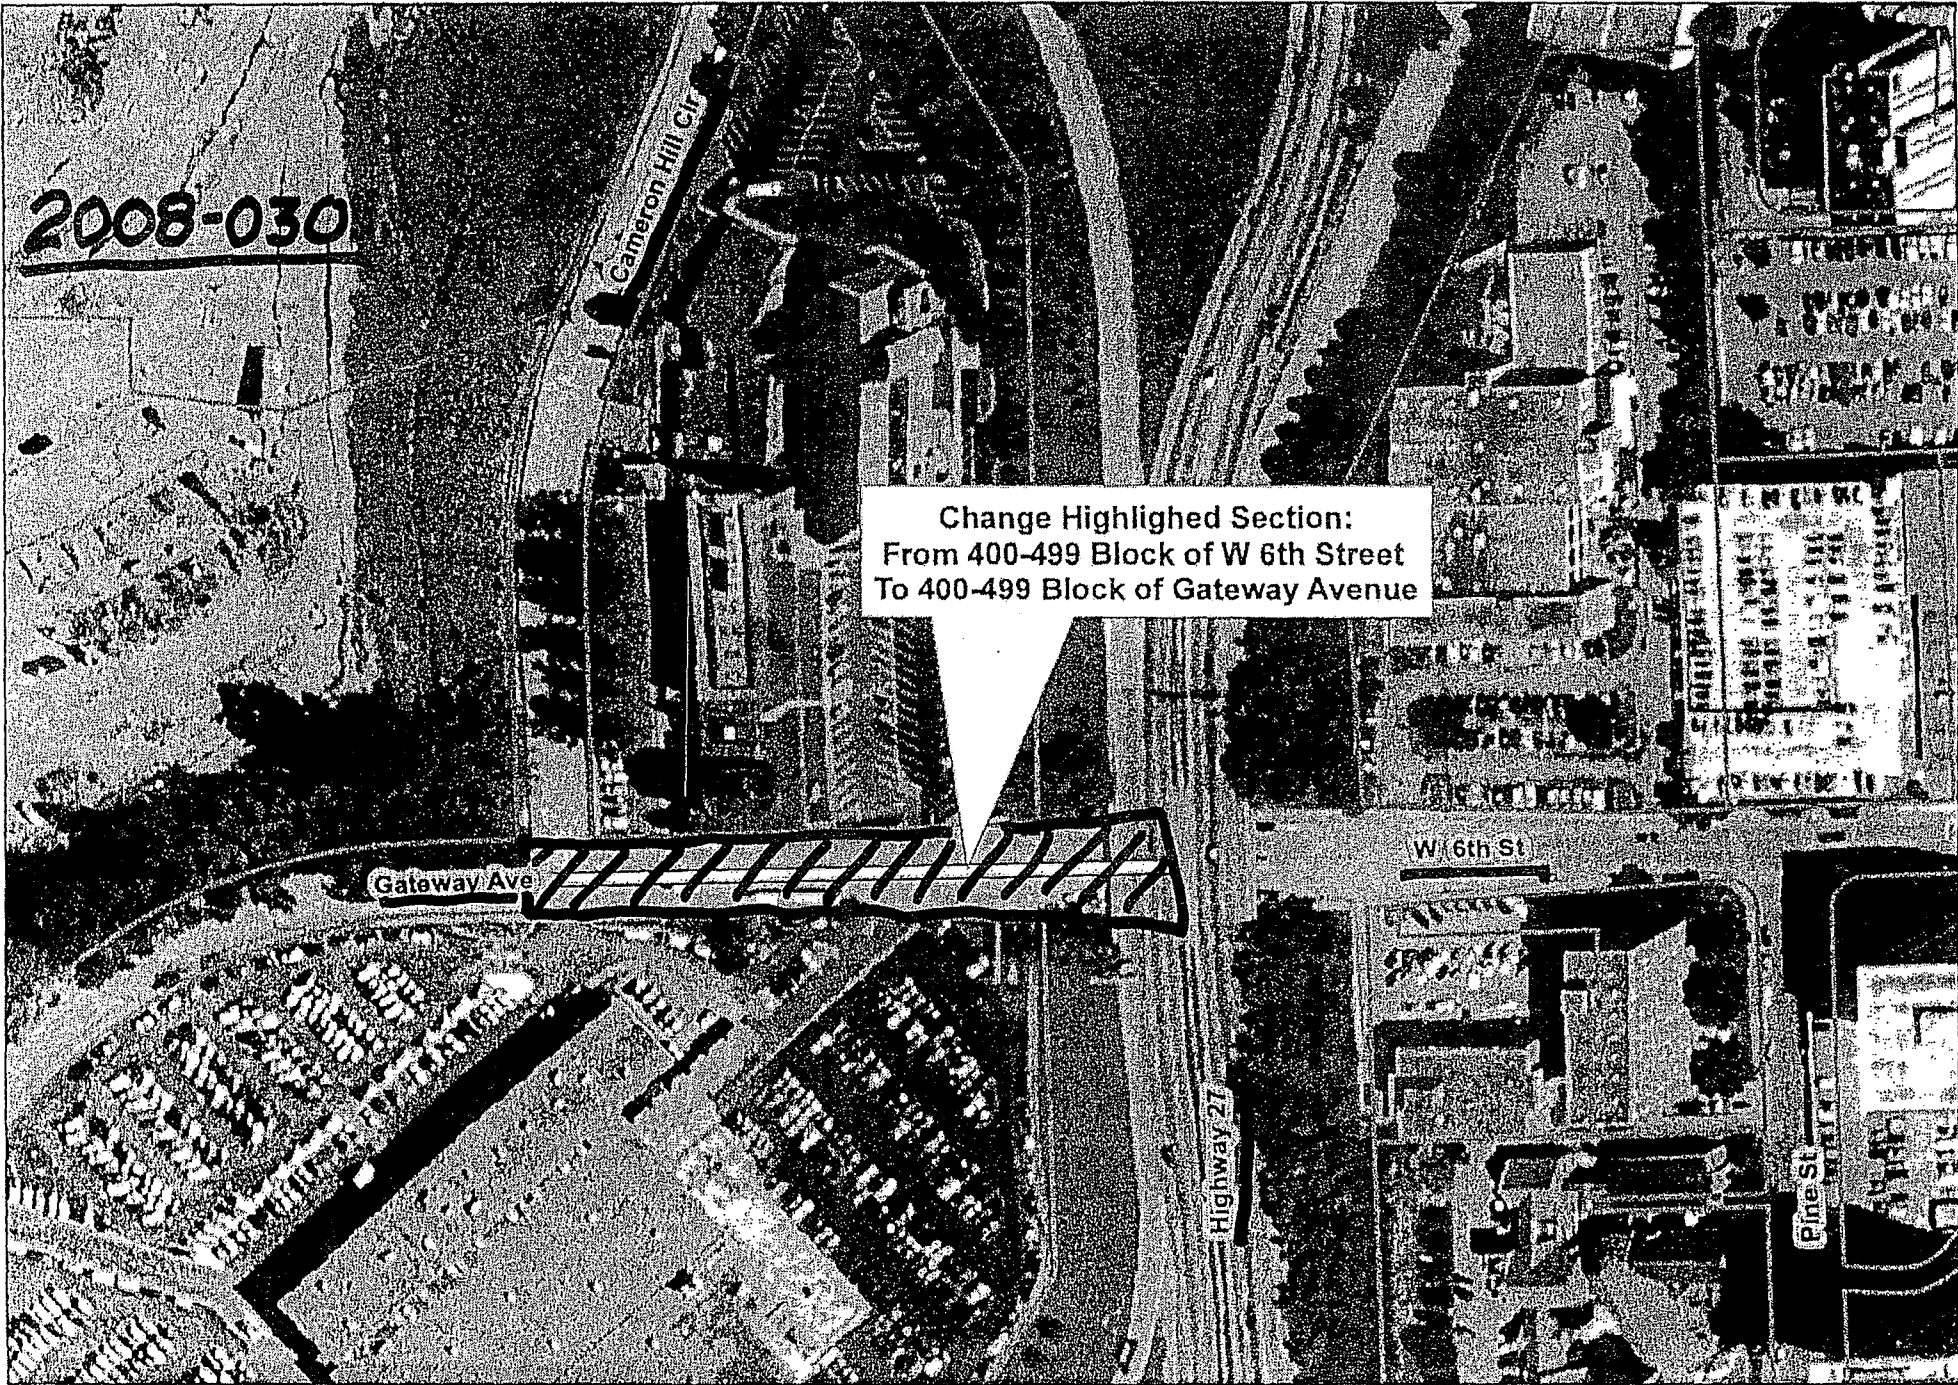 2008-030
Cameron Hill Cir
Change Highlighed Section:
From 400-499 Block of W 6th Street
To 400-499 Block of Gateway Avenue
W 6th St
Gateway Ave
Highway 27
Pine St